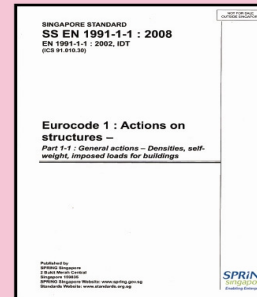 NOT FOR SALE
OUTSIDE SINGAPORE
SINGAPORE STANDARD
SS EN 1991-1-1 : 2008
EN 1991-1-1 : 2002, IDT
(ICS 91.010.30)
Eurocode 1 : Actions on
structures –
Part 1-1 : General actions – Densities, self-
weight, imposed loads for buildings
Published by
SPRING Singapore
2 Bukit Merah Central
Singapore 159835
SPRING Singapore Website: www.spring.gov.sg
Standards Website: www.standards.org.sg
SPRING
singapo
Enabling Enterp